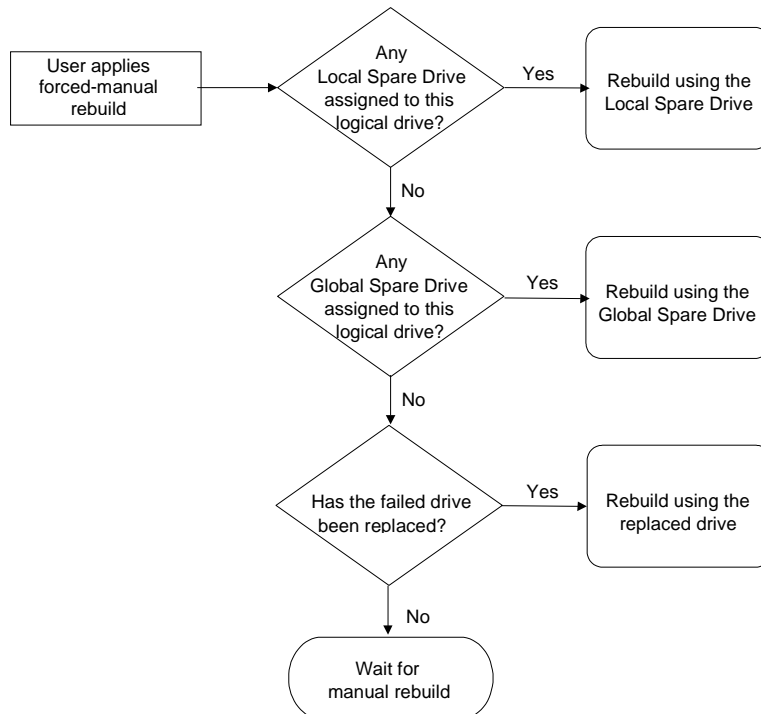 User applies
forced-manual
rebuild
Any
Local Spare Drive
assigned to this
logical drive?
Yes
Rebuild using the
Local Spare Drive
No
Any
Global Spare Drive
assigned to this
logical drive?
Yes
Rebuild using the
Global Spare Drive
No
Has the failed drive
been replaced?
Yes
Rebuild using the
replaced drive
No
Wait for
manual rebuild